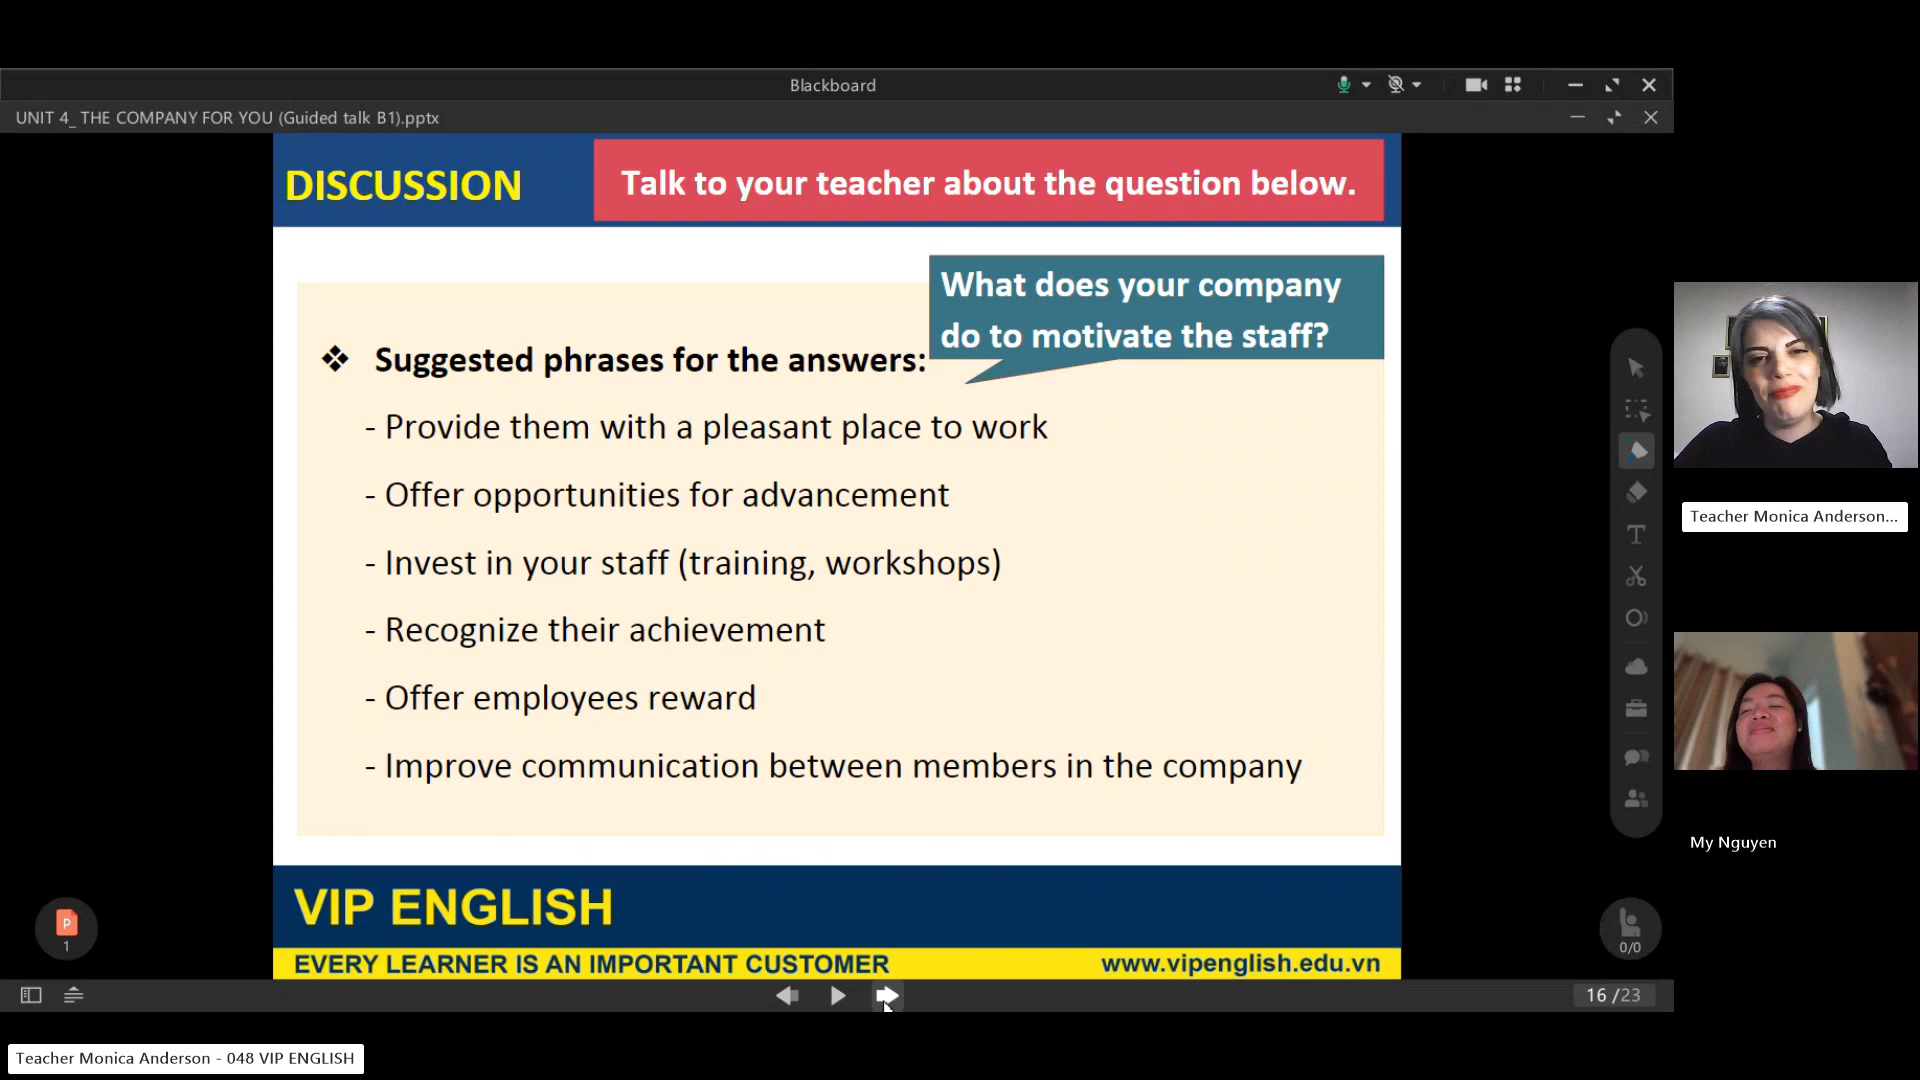 Blackboard
UNIT 4_ THE COMPANY FOR YOU (Guided talk B1).pptx
DISCUSSION
Talk to your teacher about the question below.
What does your company
do to motivate the staff?
❖ Suggested phrases for the answers:
- Provide them with a pleasant place to work
- Offer opportunities for advancement
- Invest in your staff (training, workshops)
- Recognize their achievement
- Offer employees reward
- Improve communication between members in the company
VIP ENGLISH
EVERY LEARNER IS AN IMPORTANT CUSTOMER
www.vipenglish.edu.vn
P
1
0/0
16 /23
Teacher Monica Anderson...
My Nguyen
Teacher Monica Anderson - 048 VIP ENGLISH